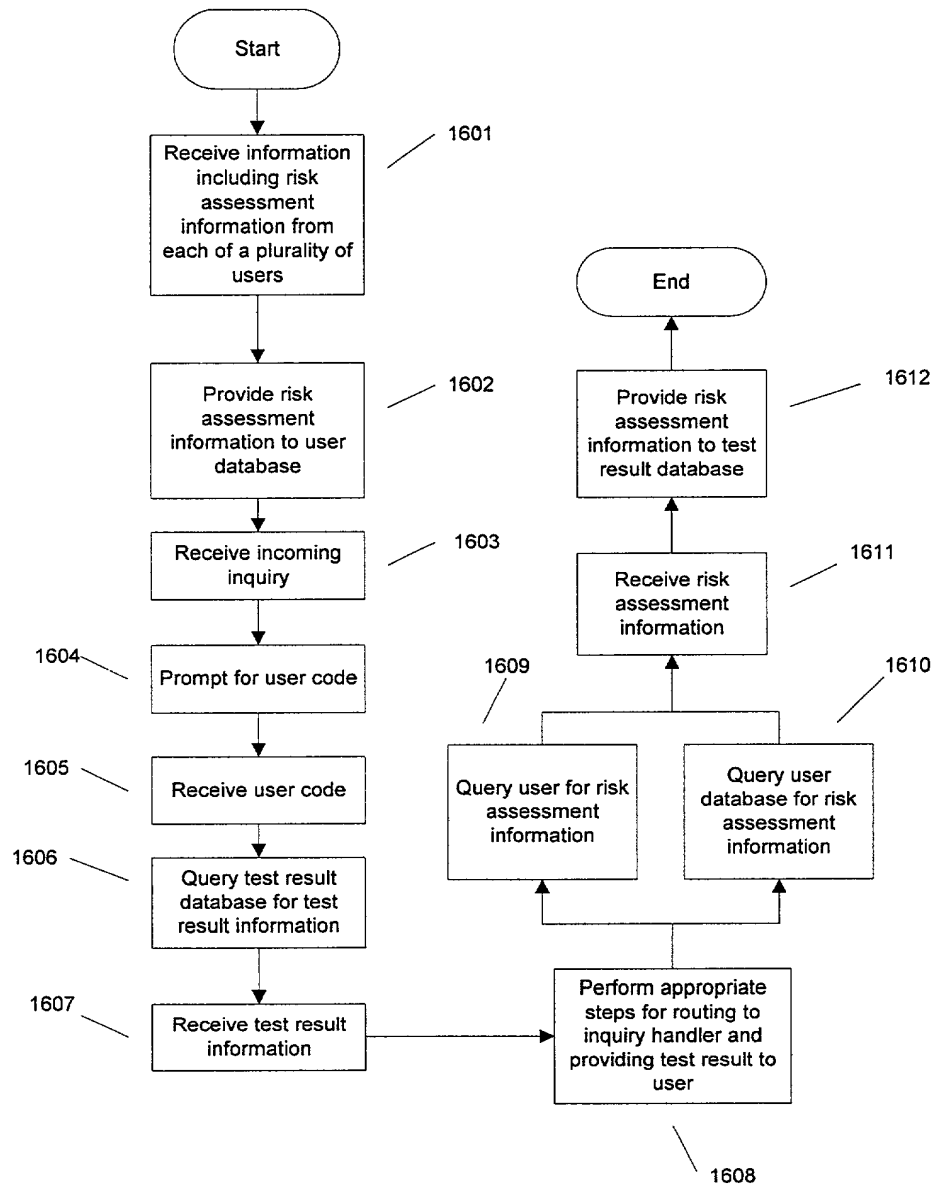 Start
1601
Receive information
including risk
assessment
information from
each of a plurality of
users
1602
Provide risk
assessment
information to user
database
1603
Receive incoming
inquiry
1604
Prompt for user code
1605
Receive user code
1606
Query test result
database for test
result information
1607
Receive test result
information
Perform appropriate
steps for routing to
inquiry handler and
providing test result to
user
1608
1609
Query user for risk
assessment
information
1610
Query user
database for risk
assessment
information
1611
Receive risk
assessment
information
1612
Provide risk
assessment
information to test
result database
End